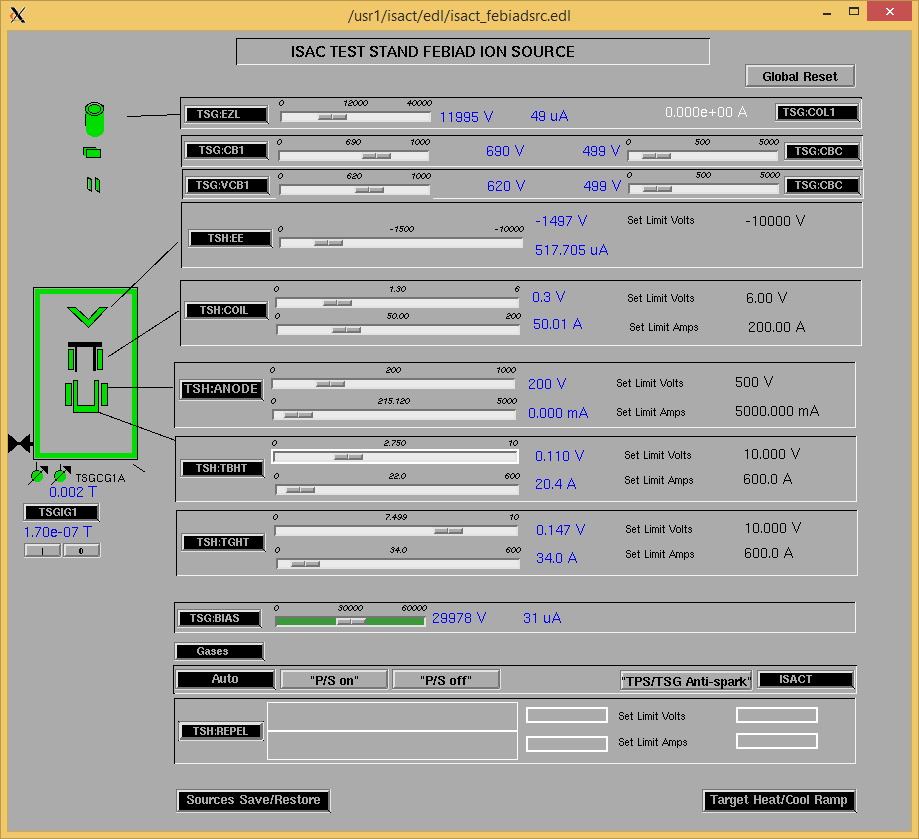 /usr1/isact/edl/isact_febiadsrc.edl
ISAC TEST STAND FEBIAD ION SOURCE
Global Reset
TSG:EZL 0 12000 40000 11995 V 49 uA 0.000e+00 A TSG:COL1
TSG:CB1 0 690 1000 690 V 499 V 0 500 5000 TSG:CBC
TSG:VCB1 0 620 1000 620 V 499 V 0 500 5000 TSG:CBC
TSH:EE 0 -1500 -10000 -1497 V Set Limit Volts -10000 V
517.705 uA
TSH:COIL 0 1.30 6 0.3 V Set Limit Volts 6.00 V
0 50.00 200 50.01 A Set Limit Amps 200.00 A
TSH:ANODE 0 200 1000 200 V Set Limit Volts 500 V
0 215.120 5000 0.000 mA Set Limit Amps 5000.000 mA
TSH:TBHT 0 2.750 10 0.110 V Set Limit Volts 10.000 V
0 22.0 600 20.4 A Set Limit Amps 600.0 A
TSGCG1A
0.002 T
TSGIG1
1.70e-07 T
I 0
TSH:TGHT 0 7.499 10 0.147 V Set Limit Volts 10.000 V
0 34.0 600 34.0 A Set Limit Amps 600.0 A
TSG:BIAS 0 30000 60000 29978 V 31 uA
Gases
Auto "P/S on" "P/S off" "TPS/TSG Anti-spark" ISACT
TSH:REPEL Set Limit Volts
Set Limit Amps
Sources Save/Restore Target Heat/Cool Ramp